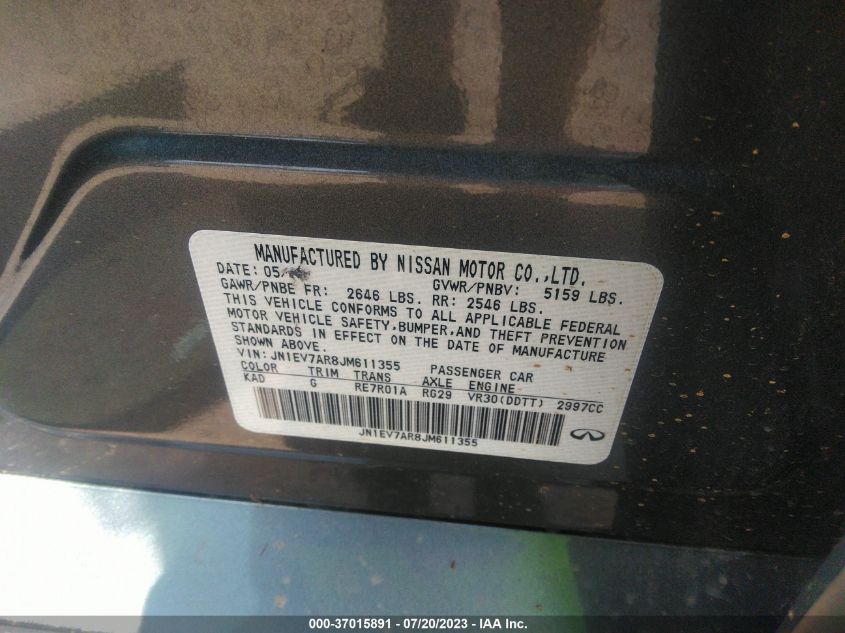 MANUFACTURED BY NISSAN MOTOR CO.,LTD.
DATE: 05 GVWR/PNBV: 5159 LBS.
GAWR/PNBE FR: 2646 LBS. RR: 2546 LBS.
THIS VEHICLE CONFORMS TO ALL APPLICABLE FEDERAL
MOTOR VEHICLE SAFETY,BUMPER,AND THEFT PREVENTION
STANDARDS IN EFFECT ON THE DATE OF MANUFACTURE
SHOWN ABOVE.
VIN: JN1EV7AR8JM611355 PASSENGER CAR
COLOR TRIM TRANS AXLE ENGINE
KAD G RE7R01A RG29 VR30(DDTT) 2997CC
JN1EV7AR8JM611355
000-37015891 - 07/20/2023 - IAA Inc.